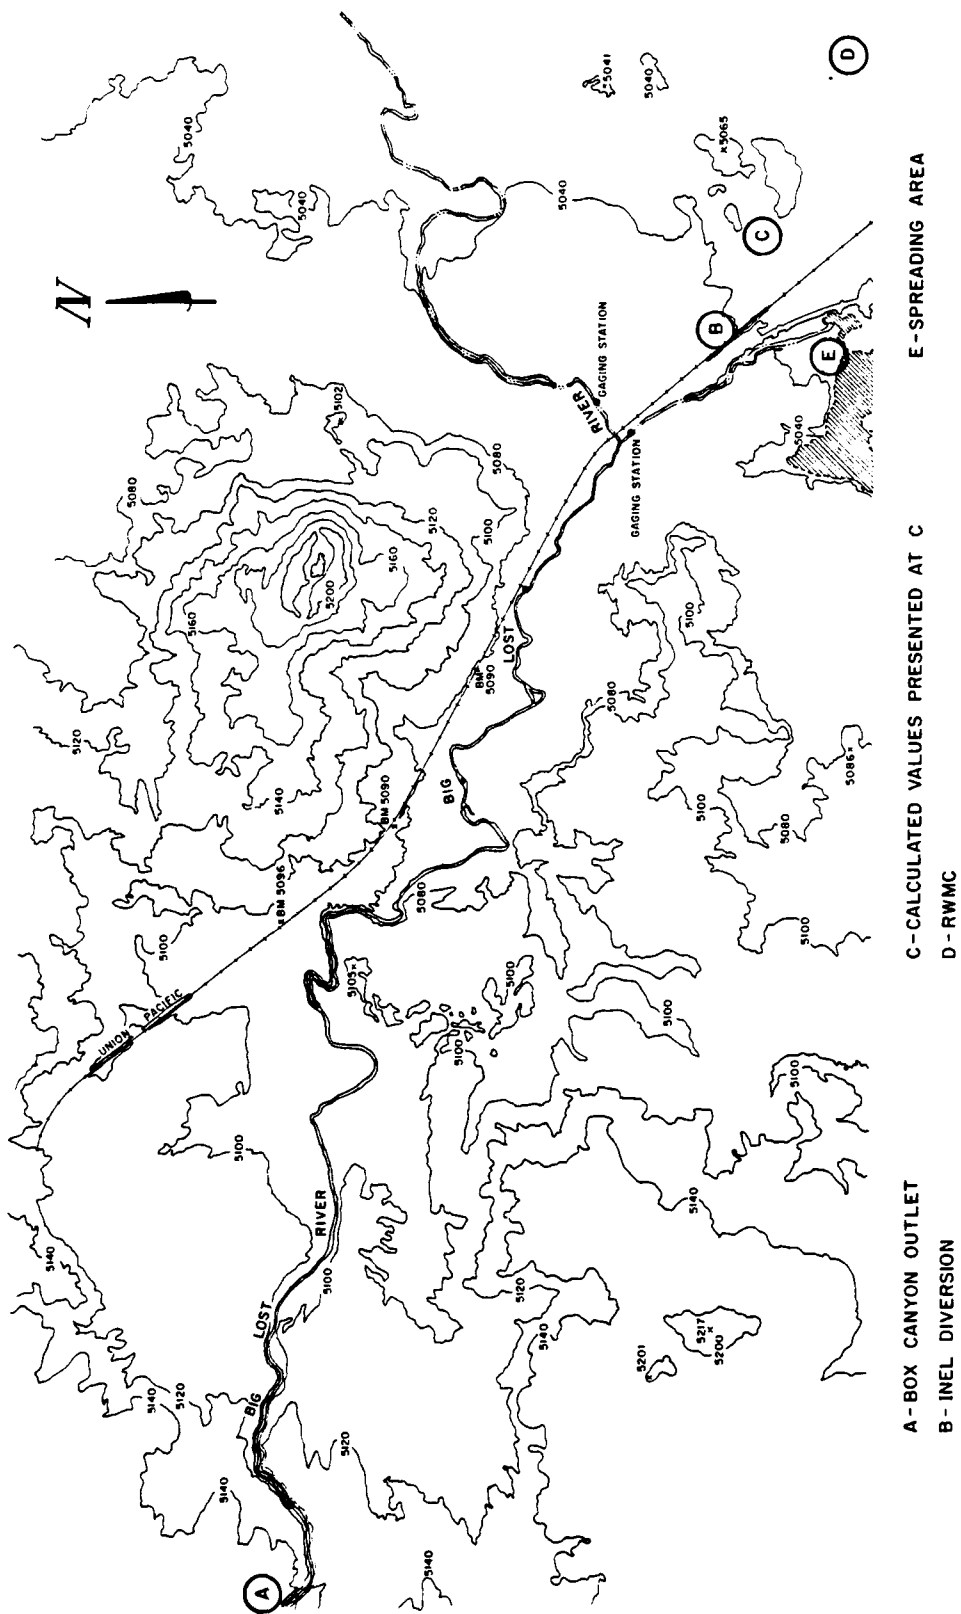 N
5040
5040
UNION PACIFIC
5120
5080
5102
5160
5200
5160
5120
5100
5080
5140
5100
BM 5096
BM 5090
BM 5090
5140
5100
5140
5120
5140
BIG LOST RIVER
5100
5120
5140
A
5105
5100
5100
5080
BIG LOST RIVER
GAGING STATION
GAGING STATION
5040
5041
5040
5065
D
C
B
E
5040
5080
5100
5100
5080
5086
5100
5100
5100
5140
5120
5140
5201
5217
5200
A-BOX CANYON OUTLET
B-INEL DIVERSION
C-CALCULATED VALUES PRESENTED AT C
D-RWMC
E-SPREADING AREA